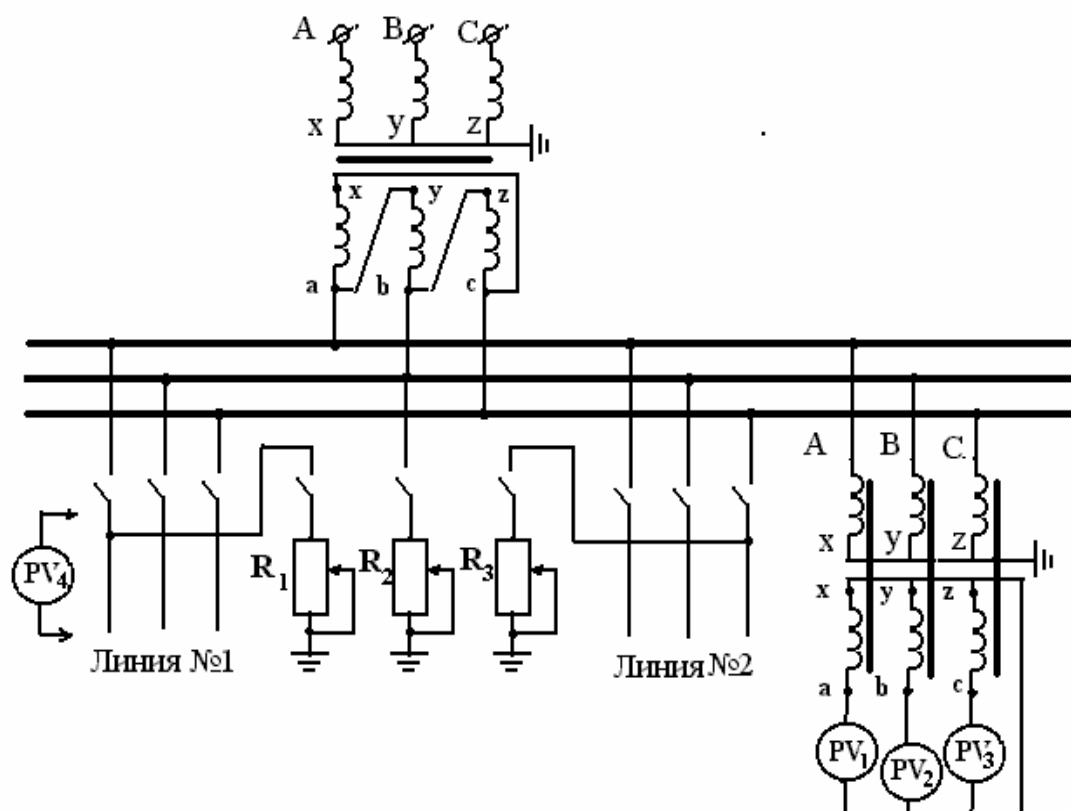 A B C
x y z
x y z
a b c
A B C
R1 R2 R3
PV4
x y z
x y z
Линия №1
Линия №2
a b c
PV1 PV2 PV3